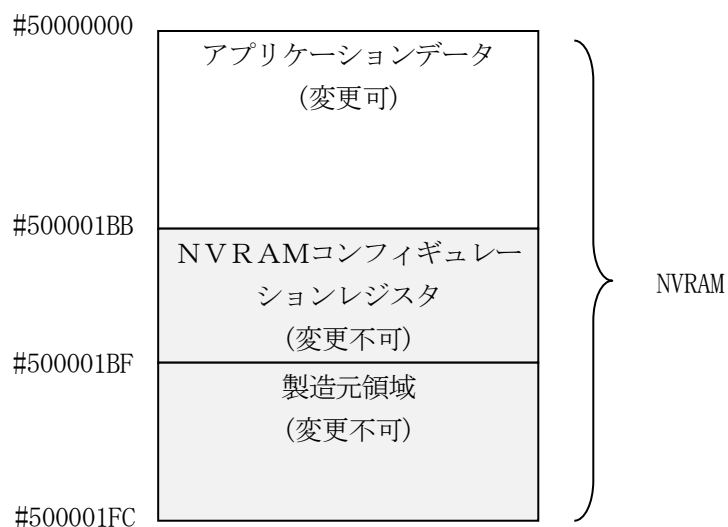 #50000000
アプリケーションデータ
(変更可)
#500001BB
NVRAMコンフィギュレー
ションレジスタ
(変更不可)
NVRAM
#500001BF
製造元領域
(変更不可)
#500001FC